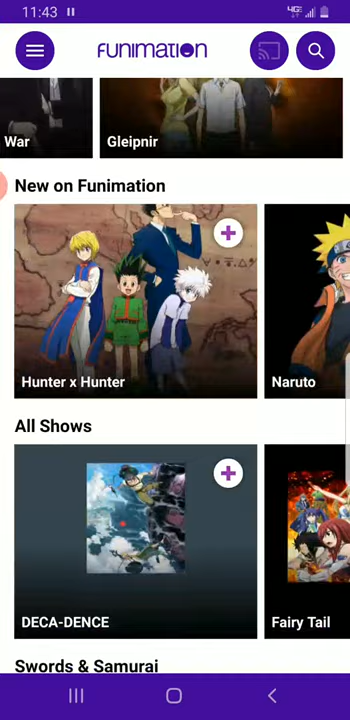 11:43
4G
FUNIMATION
War
Gleipnir
New on Funimation
Hunter x Hunter
Naruto
All Shows
DECA-DENCE
Fairy Tail
Swords & Samurai